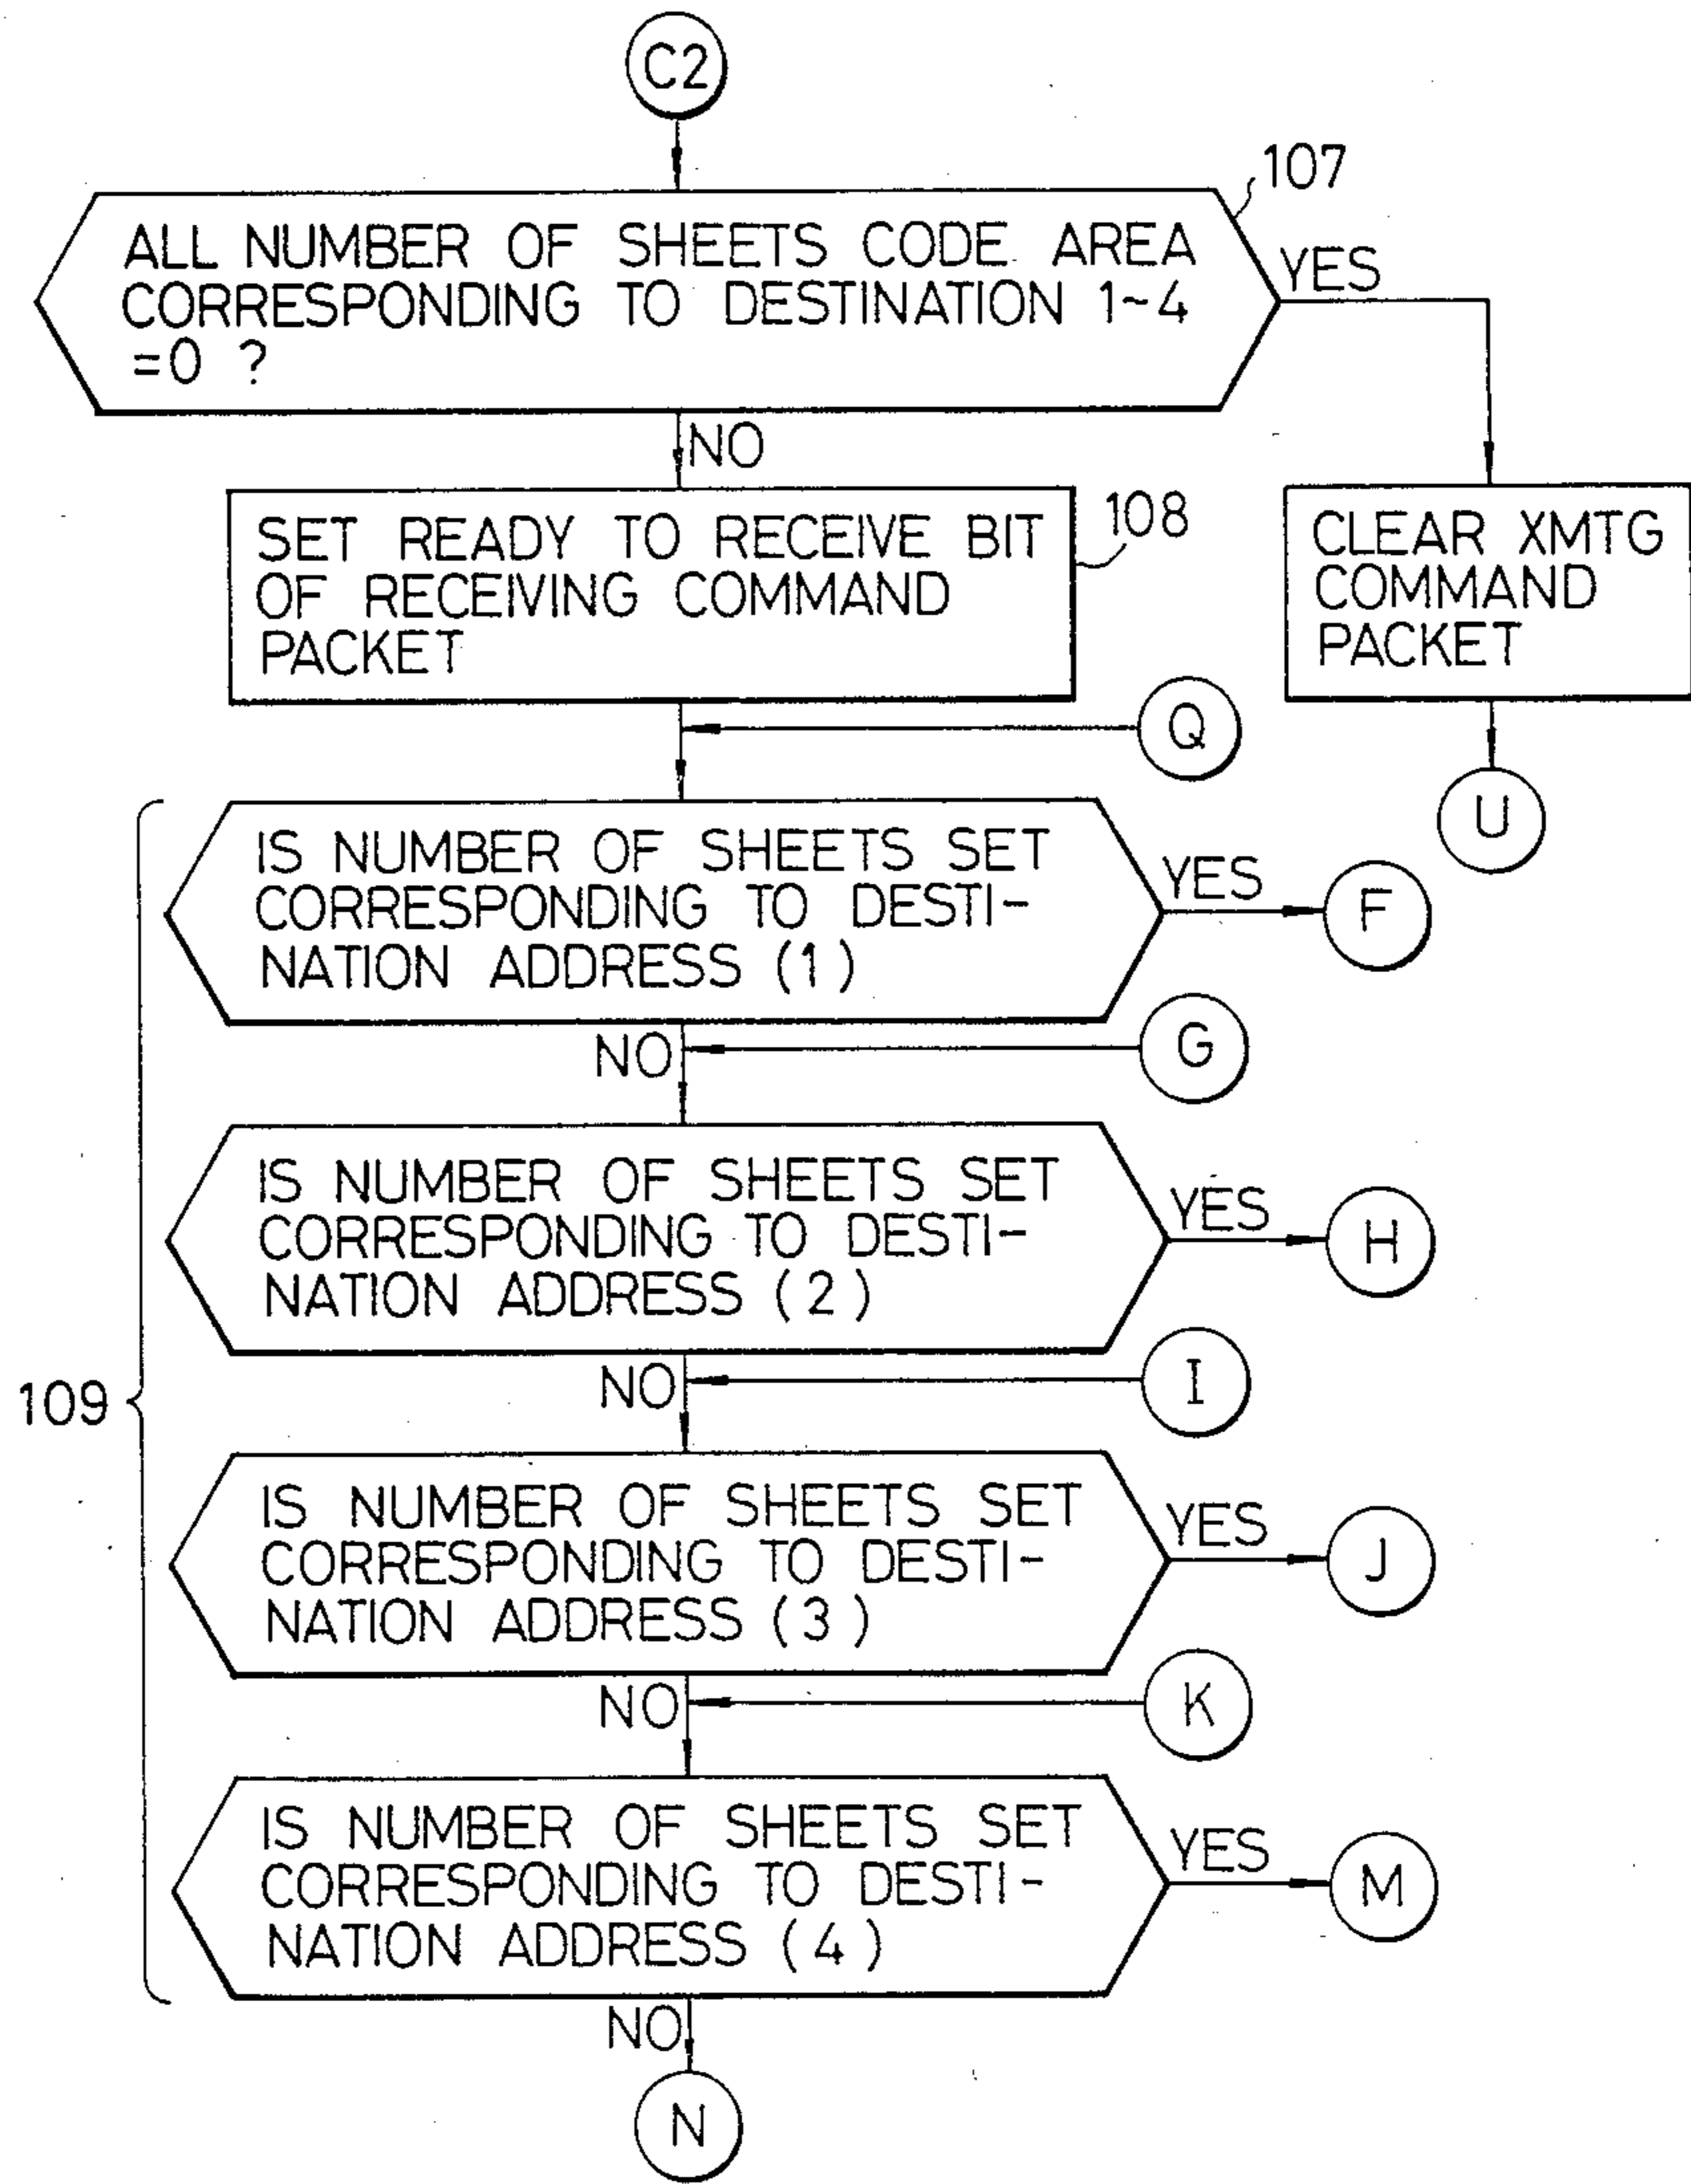 C2
107
ALL NUMBER OF SHEETS CODE AREA
CORRESPONDING TO DESTINATION 1~4
=0 ?
YES
NO
SET READY TO RECEIVE BIT
OF RECEIVING COMMAND
PACKET
108
CLEAR XMTG
COMMAND
PACKET
Q
U
IS NUMBER OF SHEETS SET
CORRESPONDING TO DESTI-
NATION ADDRESS (1)
YES
F
NO
G
IS NUMBER OF SHEETS SET
CORRESPONDING TO DESTI-
NATION ADDRESS (2)
YES
H
NO
I
109
IS NUMBER OF SHEETS SET
CORRESPONDING TO DESTI-
NATION ADDRESS (3)
YES
J
NO
K
IS NUMBER OF SHEETS SET
CORRESPONDING TO DESTI-
NATION ADDRESS (4)
YES
M
NO
N